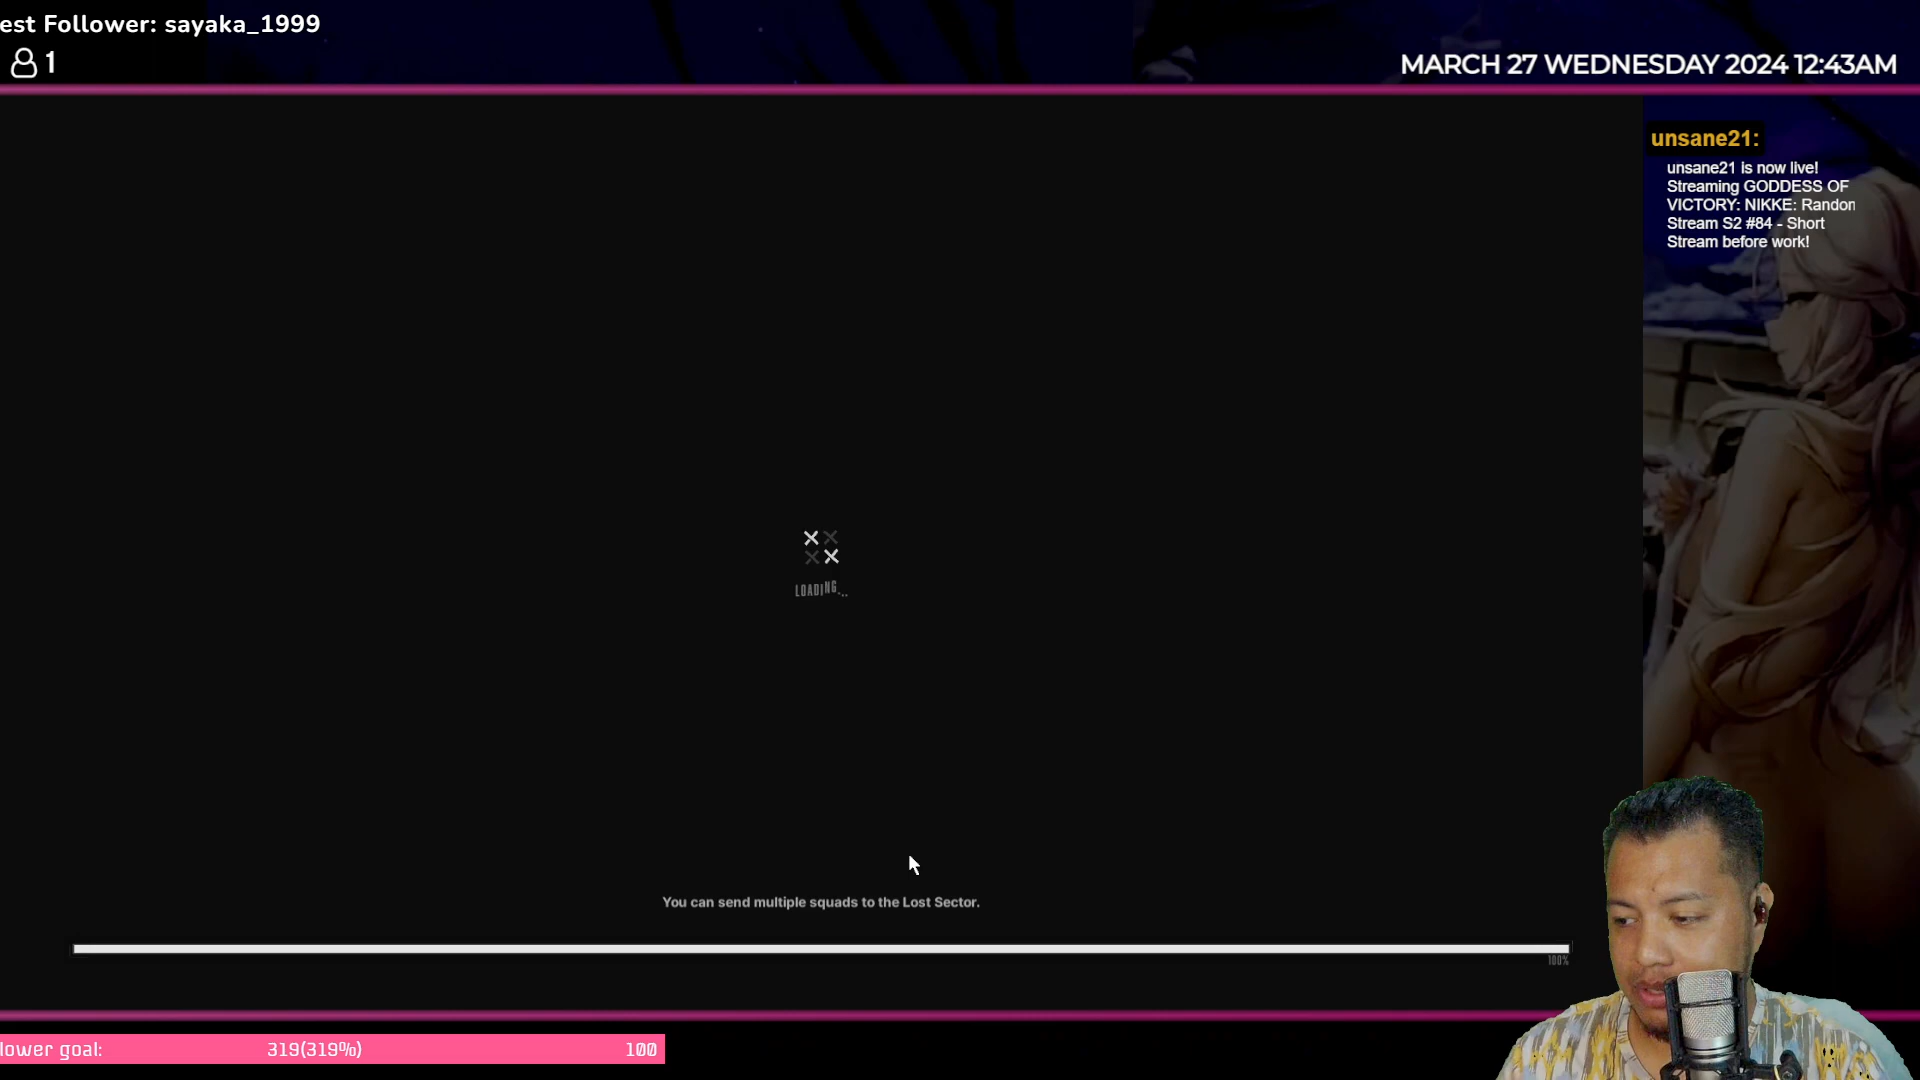 est Follower: sayaka_1999
1
MARCH 27 WEDNESDAY 2024 12:43AM
unsane21:
unsane21 is now live!
Streaming GODDESS OF
VICTORY: NIKKE: Randon
Stream S2 #84 - Short
Stream before work!
LOADING...
You can send multiple squads to the Lost Sector.
100%
lower goal:
319(319%)
100